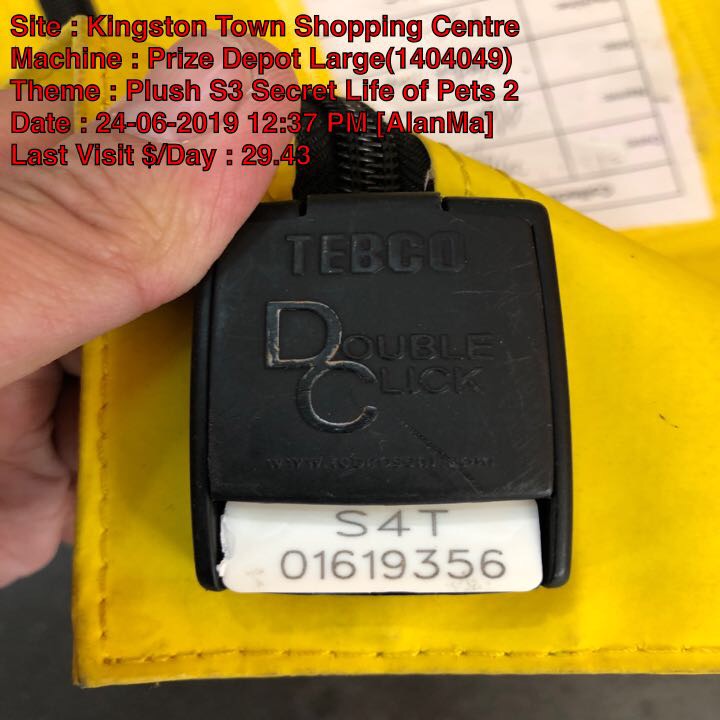 Site : Kingston Town Shopping Centre
Machine : Prize Depot Large(1404049)
Theme : Plush S3 Secret Life of Pets 2
Date : 24-06-2019 12:37 PM [AlanMa]
Last Visit $/Day : 29.43
TEBCO
DOUBLE
CLICK
S4T
01619356